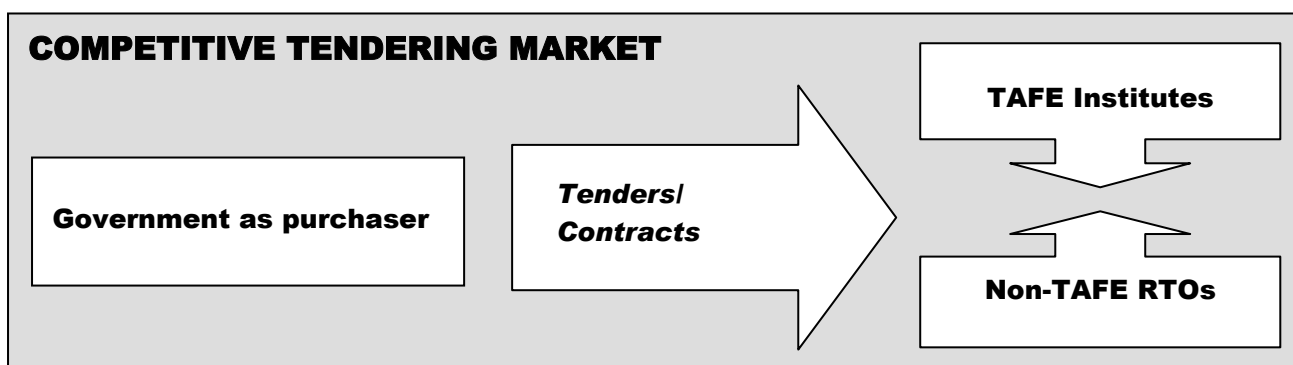 COMPETITIVE TENDERING MARKET
TAFE Institutes
Government as purchaser
Tenders/
Contracts
Non-TAFE RTOs